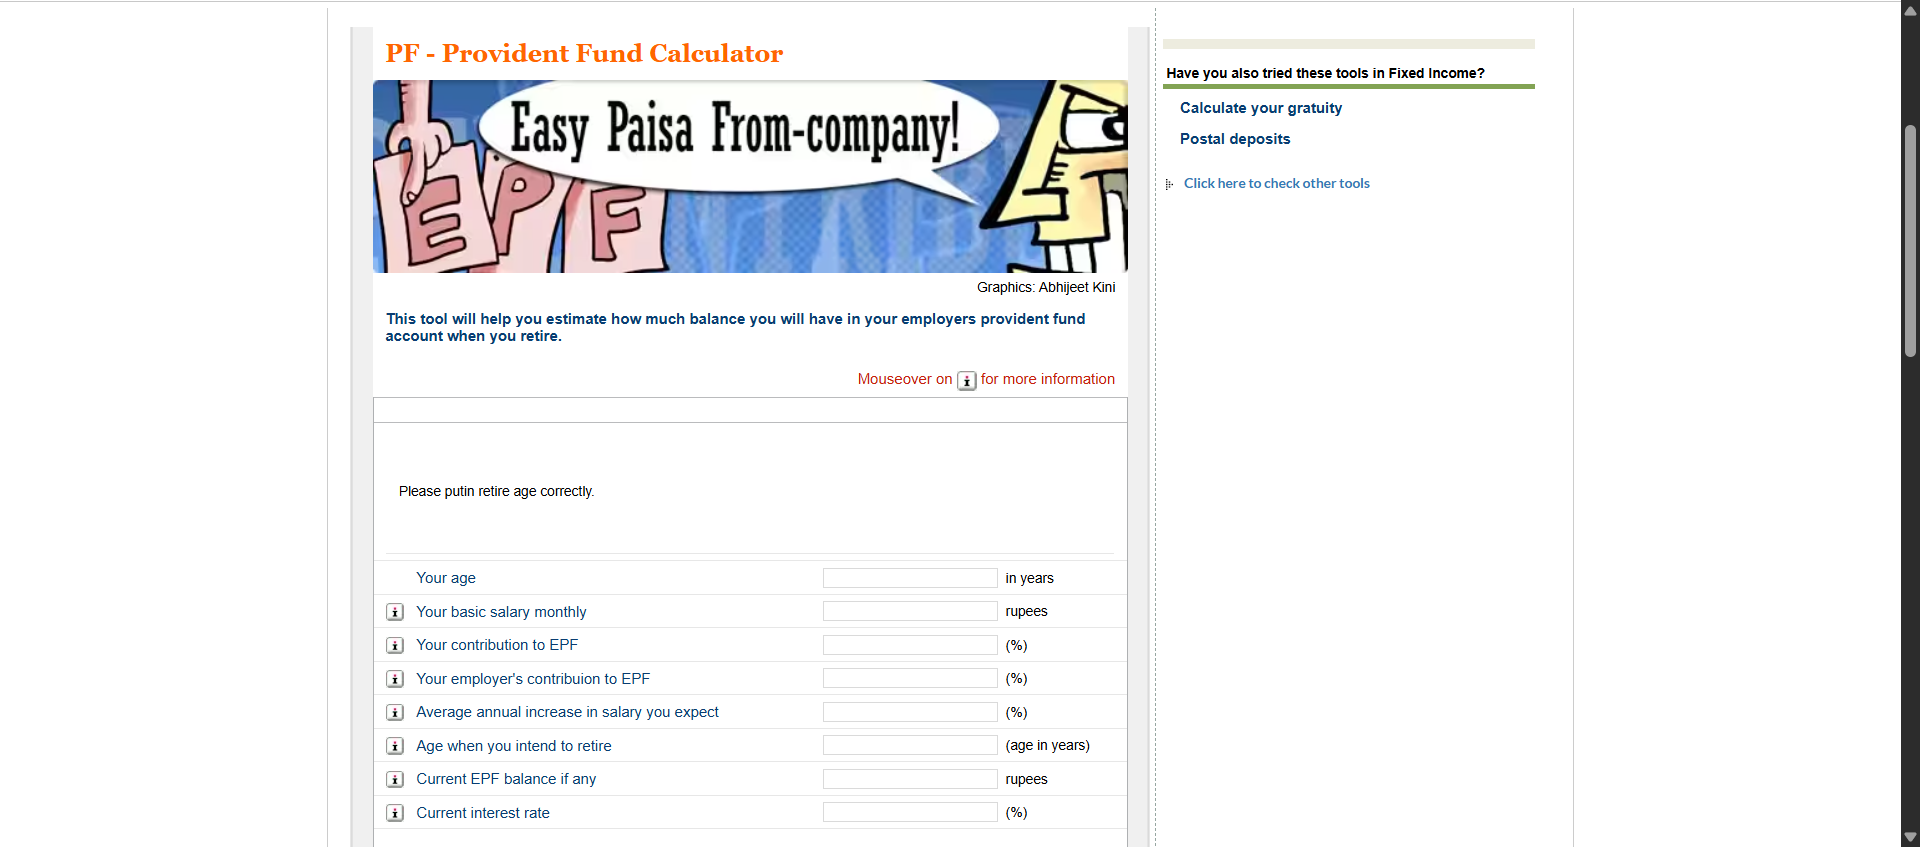 PF - Provident Fund Calculator
Easy Paisa From-company!
EPF
Graphics: Abhijeet Kini
This tool will help you estimate how much balance you will have in your employers provident fund
account when you retire.
Mouseover on i for more information
Please putin retire age correctly.
Your age in years
i Your basic salary monthly rupees
i Your contribution to EPF (%)
i Your employer's contribuion to EPF (%)
i Average annual increase in salary you expect (%)
i Age when you intend to retire (age in years)
i Current EPF balance if any rupees
i Current interest rate (%)
Have you also tried these tools in Fixed Income?
Calculate your gratuity
Postal deposits
Click here to check other tools